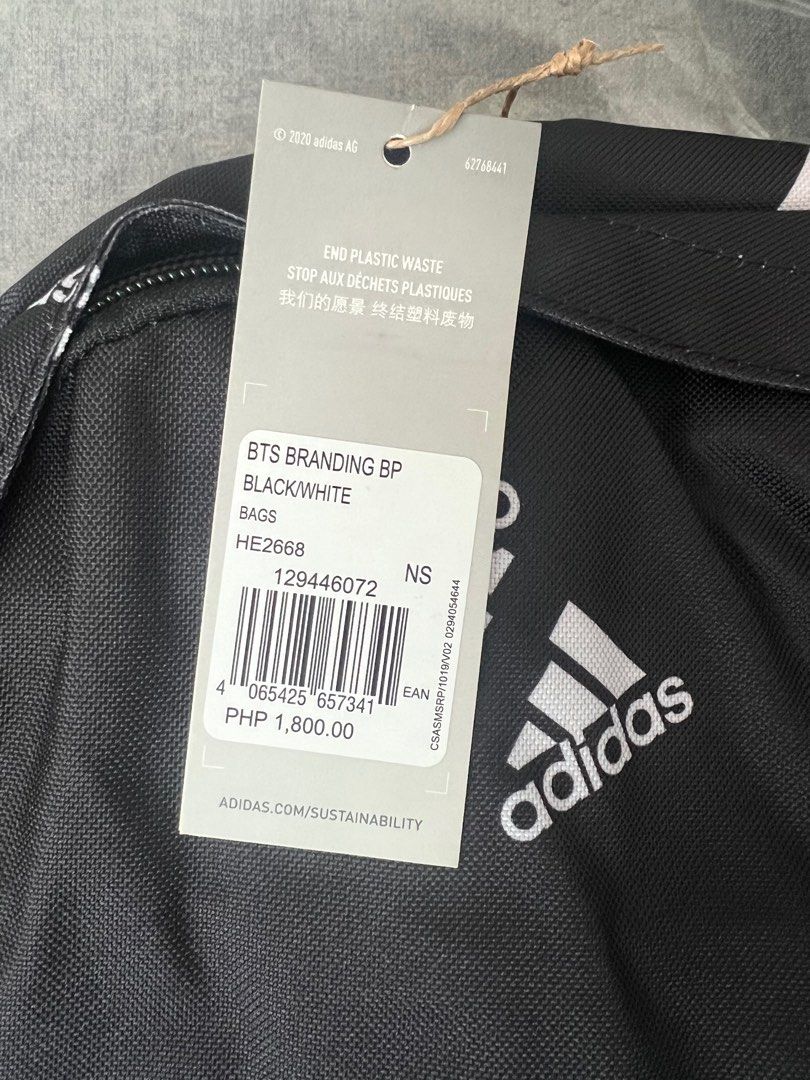 © 2020 adidas AG
62768441
END PLASTIC WASTE
STOP AUX DÉCHETS PLASTIQUES
我们的愿景 终结塑料废物
BTS BRANDING BP
BLACK/WHITE
BAGS
HE2668
NS
129446072
4 065425 657341
EAN
PHP 1,800.00
CSASMSRP/1019/V02 0294054644
ADIDAS.COM/SUSTAINABILITY
adidas